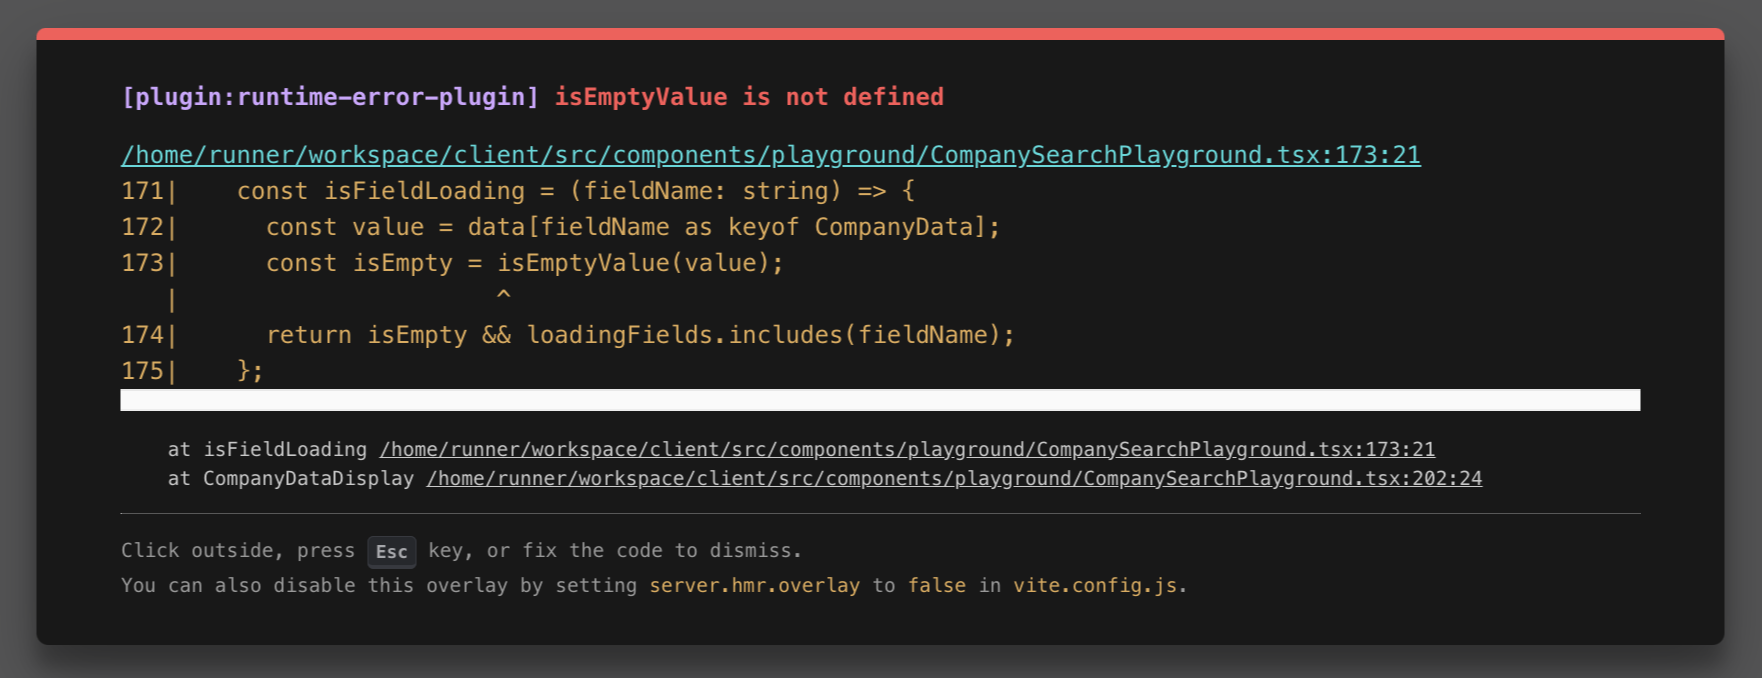 [plugin:runtime-error-plugin] isEmptyValue is not defined
/home/runner/workspace/client/src/components/playground/CompanySearchPlayground.tsx:173:21
171|    const isFieldLoading = (fieldName: string) => {
172|      const value = data[fieldName as keyof CompanyData];
173|      const isEmpty = isEmptyValue(value);
   |                      ^
174|      return isEmpty && loadingFields.includes(fieldName);
175|    };
at isFieldLoading /home/runner/workspace/client/src/components/playground/CompanySearchPlayground.tsx:173:21
at CompanyDataDisplay /home/runner/workspace/client/src/components/playground/CompanySearchPlayground.tsx:202:24
Click outside, press Esc key, or fix the code to dismiss.
You can also disable this overlay by setting server.hmr.overlay to false in vite.config.js.